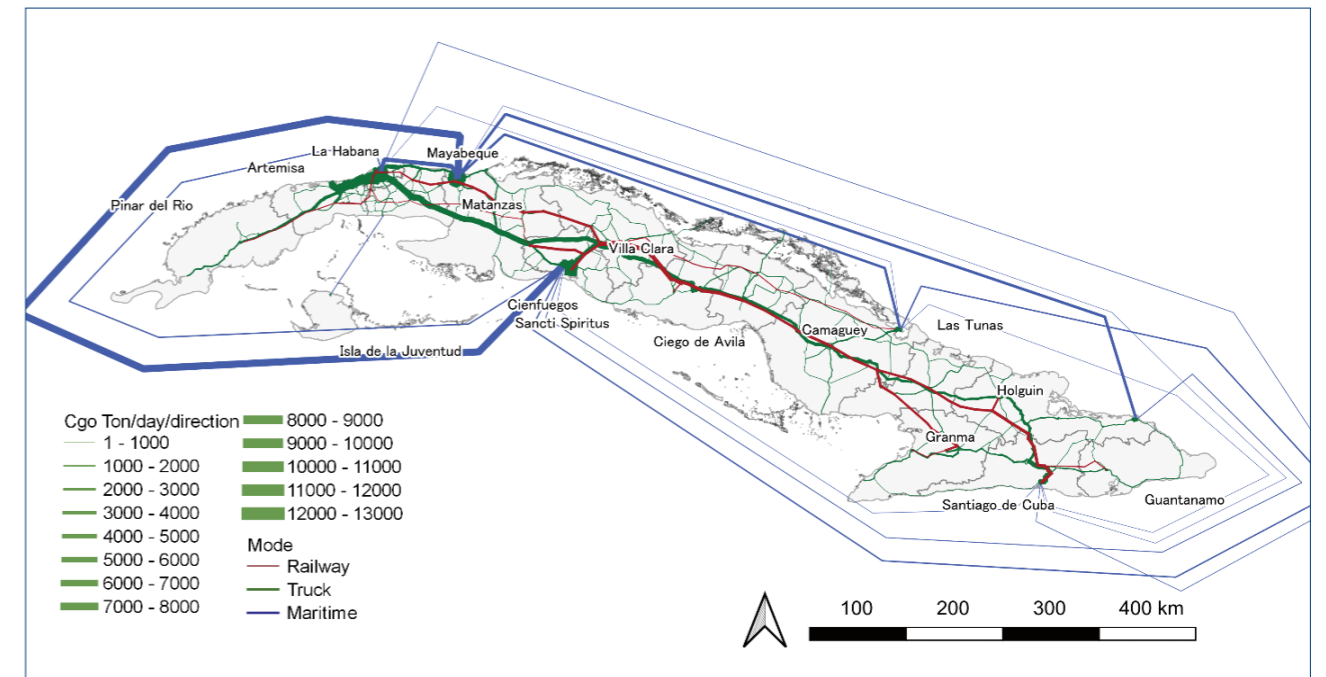 La Habana
Mayabeque
Artemisa
Pinar del Rio
Matanzas
Villa Clara
Cienfuegos
Sancti Spiritus
Las Tunas
Camaguey
Ciego de Avila
Isla de la Juventud
Holguin
Granma
Santiago de Cuba
Guantanamo
Cgo Ton/day/direction
1 - 1000
1000 - 2000
2000 - 3000
3000 - 4000
4000 - 5000
5000 - 6000
6000 - 7000
7000 - 8000
8000 - 9000
9000 - 10000
10000 - 11000
11000 - 12000
12000 - 13000
Mode
Railway
Truck
Maritime
100 200 300 400 km